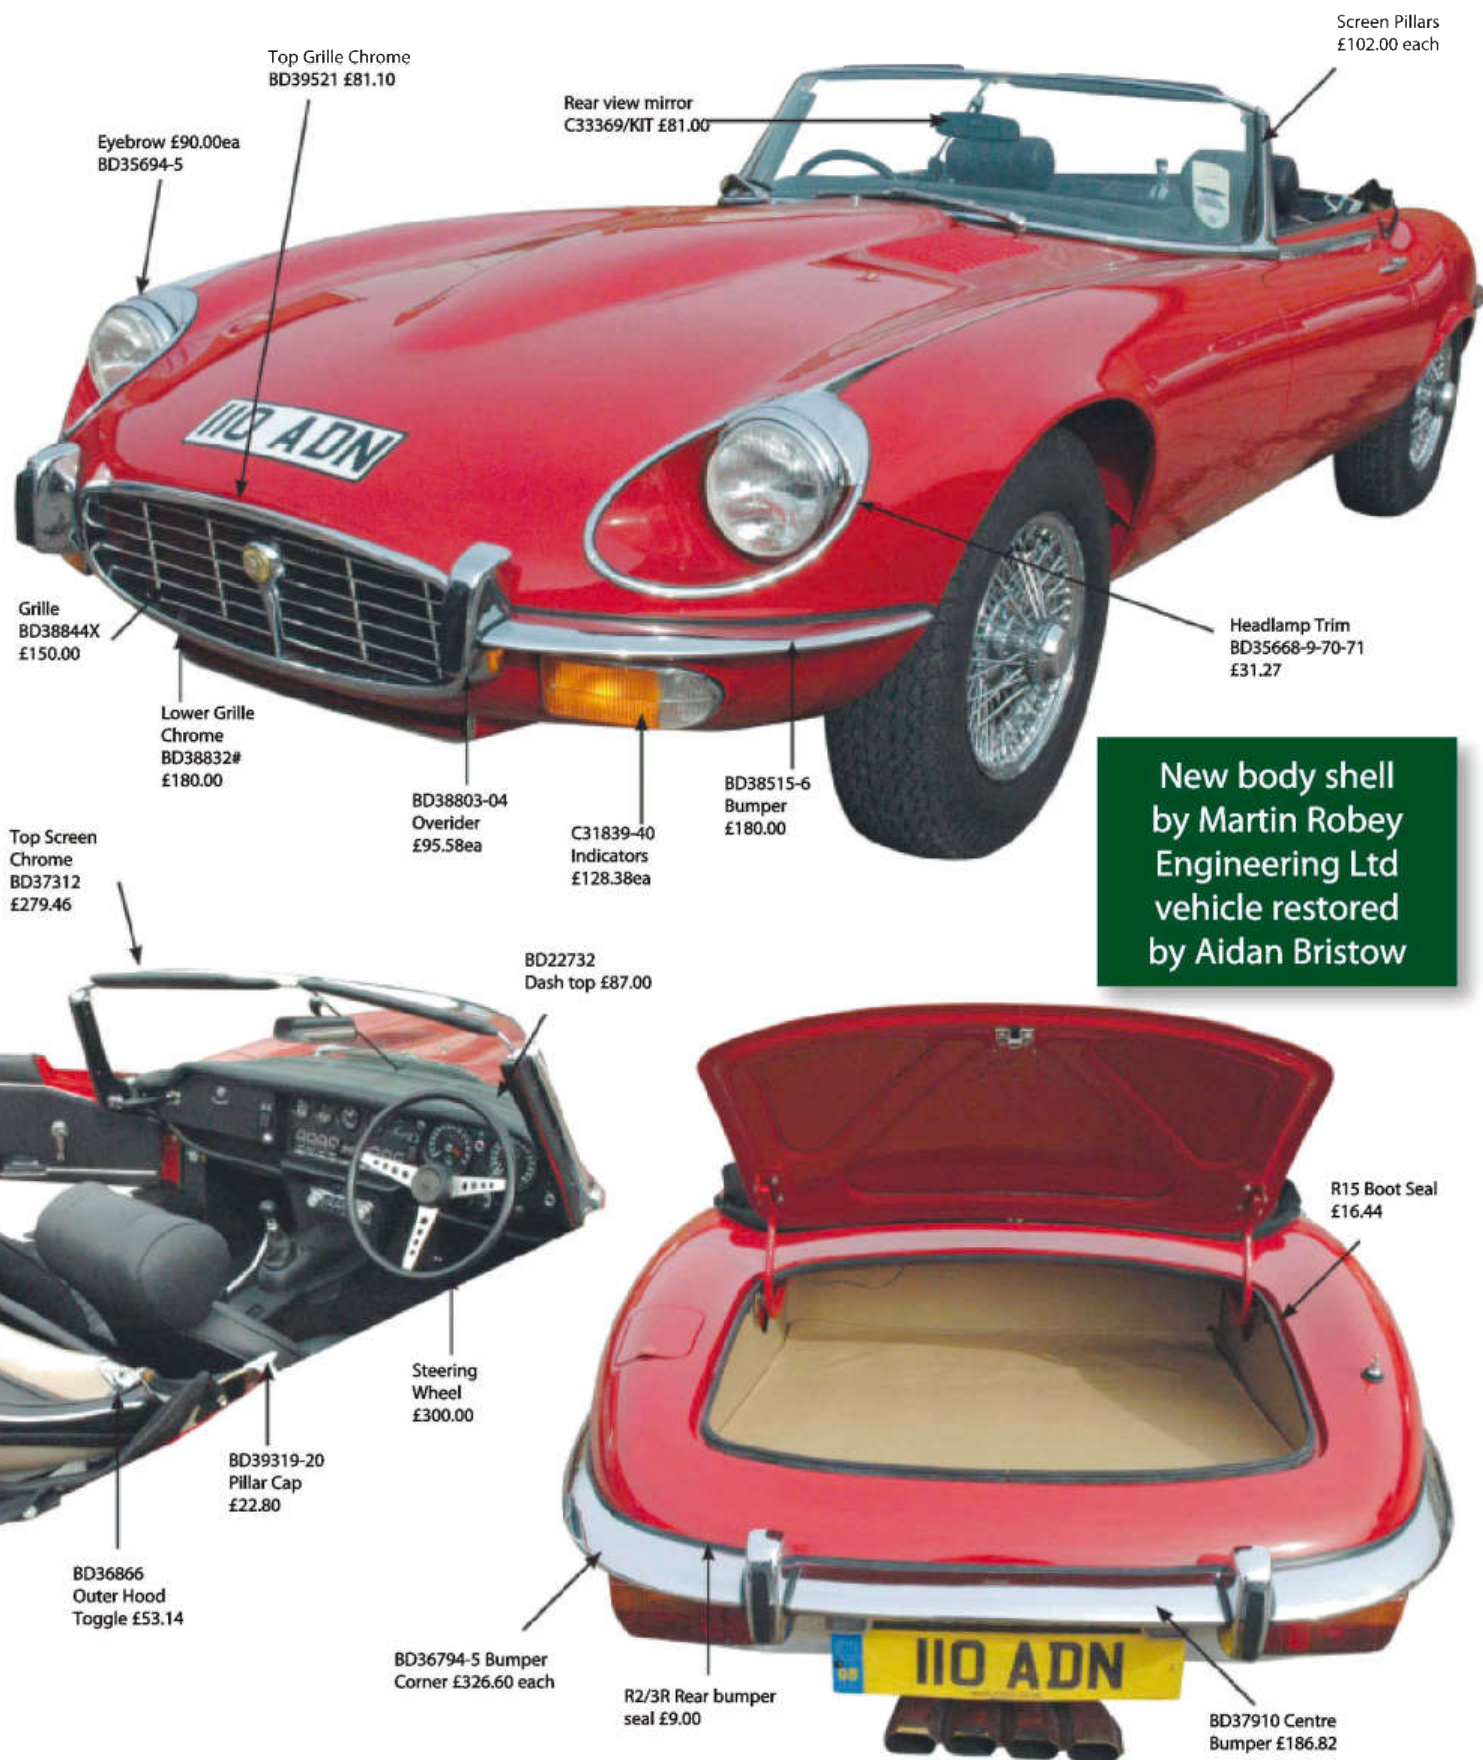 Screen Pillars
£102.00 each
Top Grille Chrome
BD39521 £81.10
Rear view mirror
C33369/KIT £81.00
Eyebrow £90.00ea
BD35694-5
110 ADN
Grille
BD38844X
£150.00
Headlamp Trim
BD35668-9-70-71
£31.27
Lower Grille
Chrome
BD38832#
£180.00
BD38803-04
Overider
£95.58ea
C31839-40
Indicators
£128.38ea
BD38515-6
Bumper
£180.00
New body shell
by Martin Robey
Engineering Ltd
vehicle restored
by Aidan Bristow
Top Screen
Chrome
BD37312
£279.46
BD22732
Dash top £87.00
R15 Boot Seal
£16.44
Steering
Wheel
£300.00
BD39319-20
Pillar Cap
£22.80
BD36866
Outer Hood
Toggle £53.14
BD36794-5 Bumper
Corner £326.60 each
R2/3R Rear bumper
seal £9.00
110 ADN
BD37910 Centre
Bumper £186.82